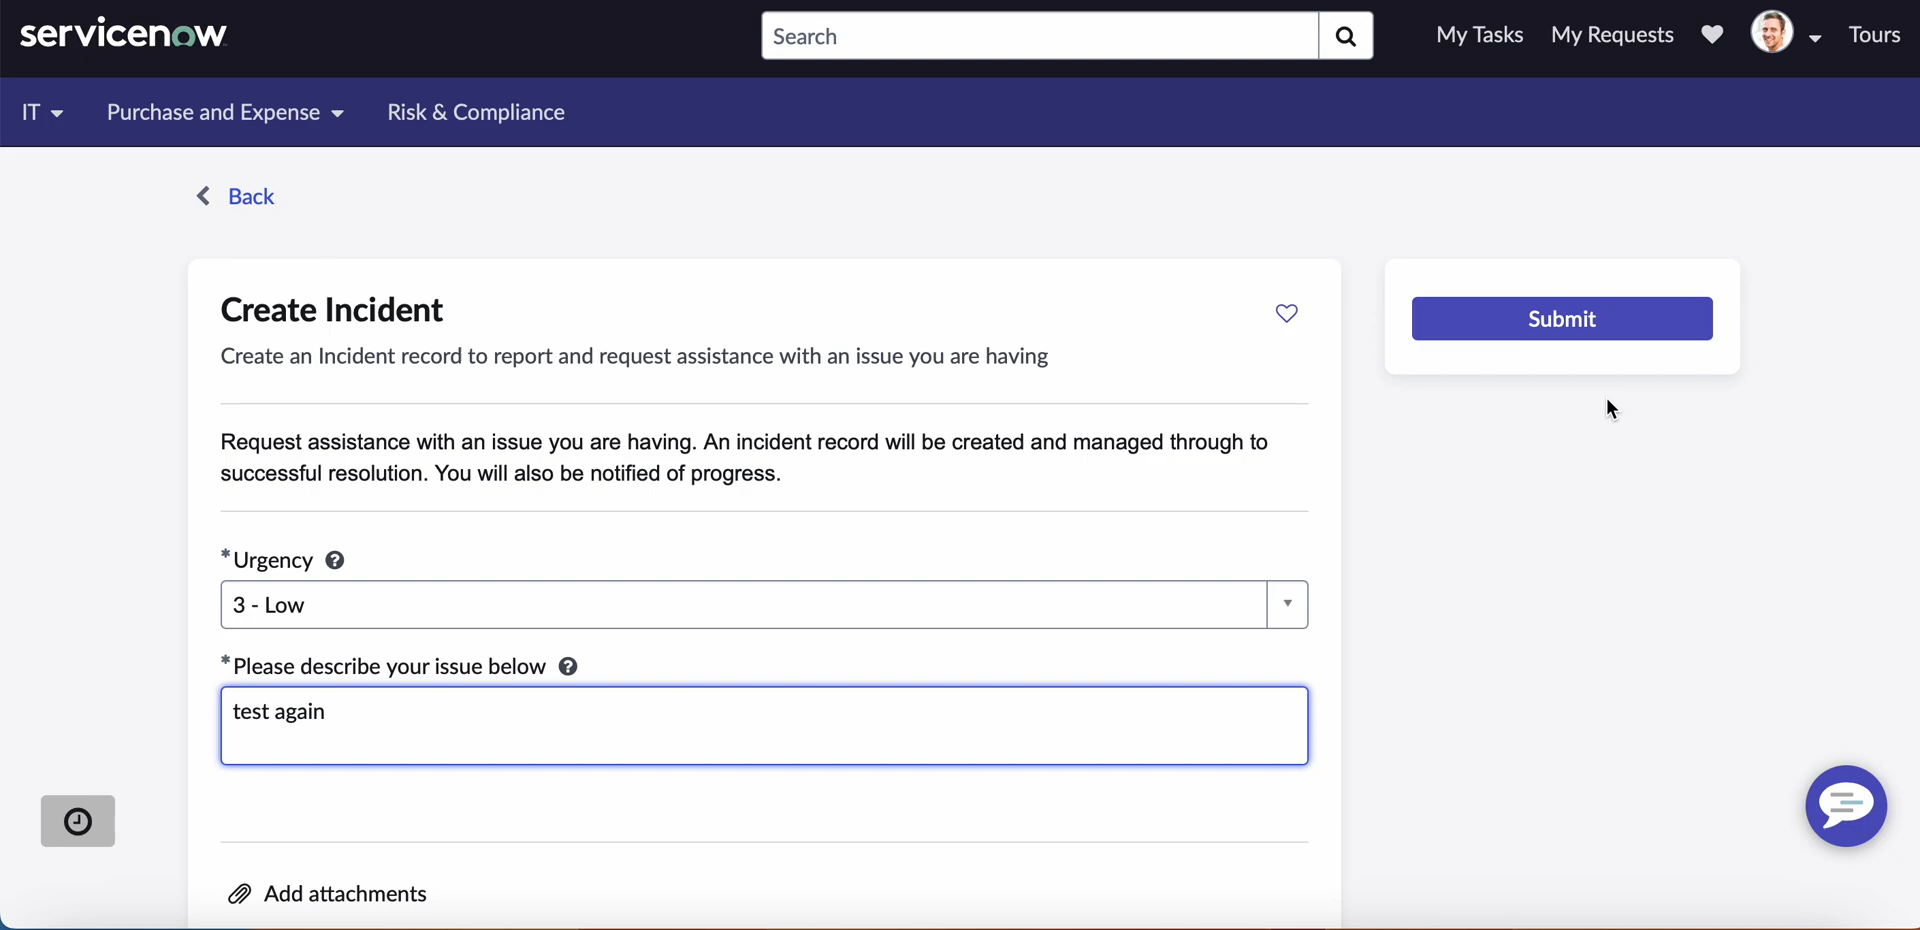 servicenow
Search
My Tasks
My Requests
Tours
IT
Purchase and Expense
Risk & Compliance
Back
Create Incident
Create an Incident record to report and request assistance with an issue you are having
Submit
Request assistance with an issue you are having. An incident record will be created and managed through to
successful resolution. You will also be notified of progress.
*Urgency
3 - Low
*Please describe your issue below
test again
Add attachments